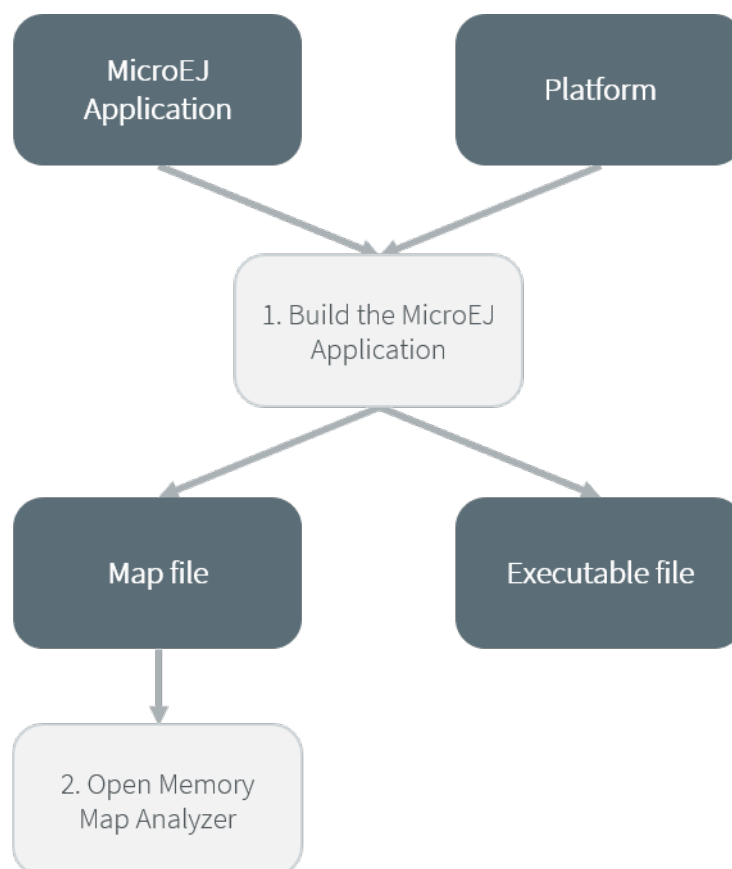 MicroEJ
Application
Platform
1. Build the MicroEJ
Application
Map file
Executable file
2. Open Memory
Map Analyzer